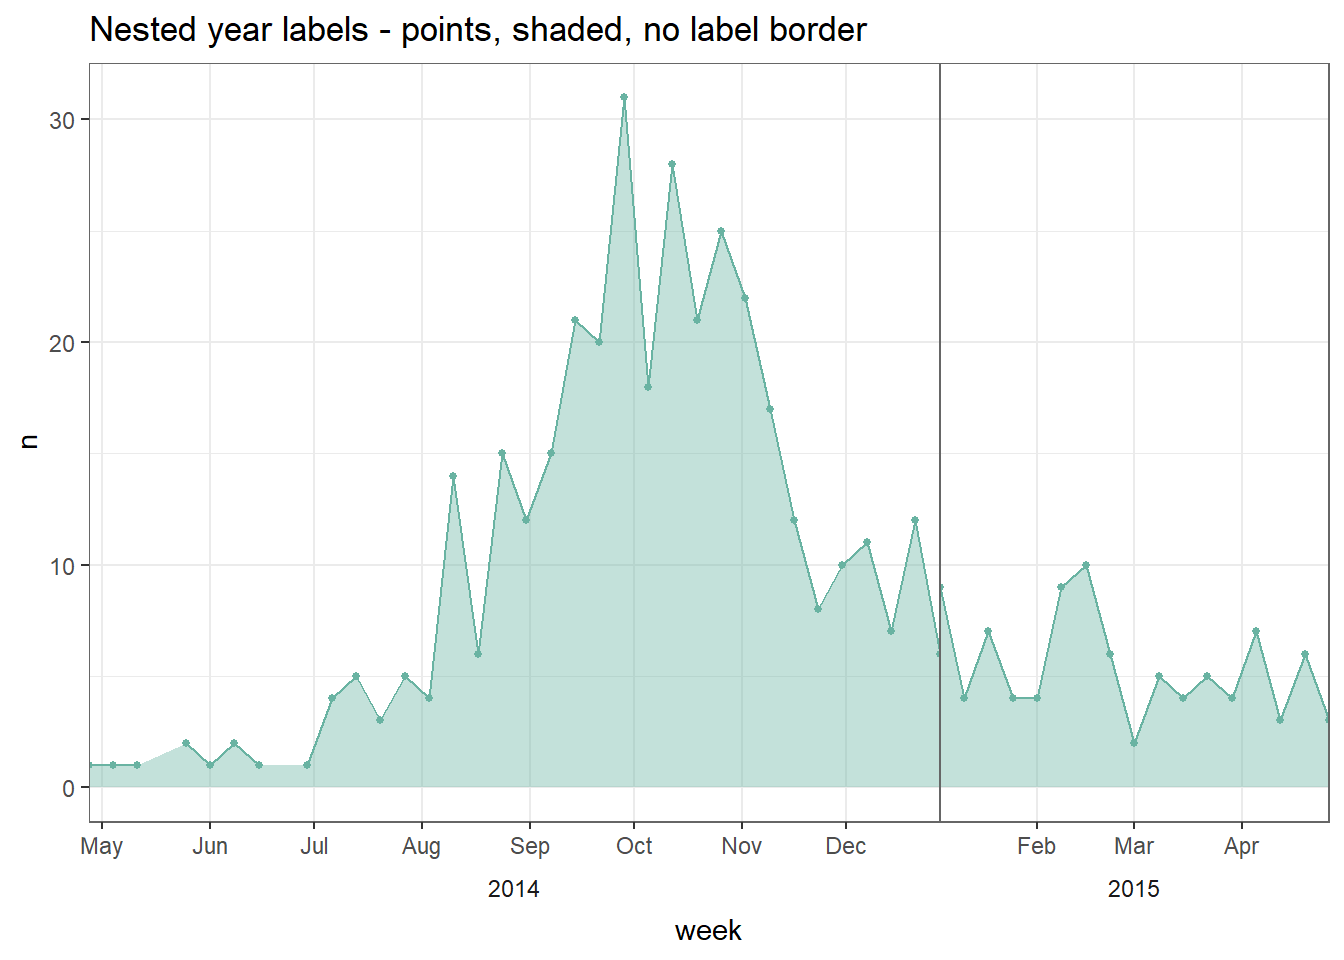 Nested year labels - points, shaded, no label border
30
20
10
0
n
May Jun Jul Aug Sep Oct Nov Dec Feb Mar Apr
2014 2015
week